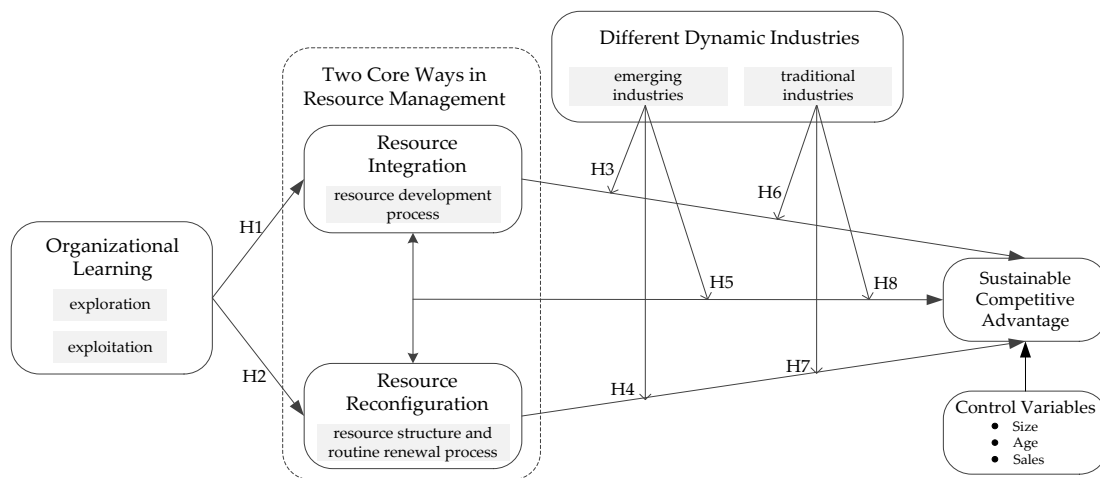 Different Dynamic Industries
emerging
industries
traditional
industries
Two Core Ways in
Resource Management
Resource
Integration
resource development
process
H3
H6
H1
Organizational
Learning
exploration
exploitation
H5
H8
Sustainable
Competitive
Advantage
H2
H4
H7
Resource
Reconfiguration
resource structure and
routine renewal process
Control Variables
● Size
● Age
● Sales